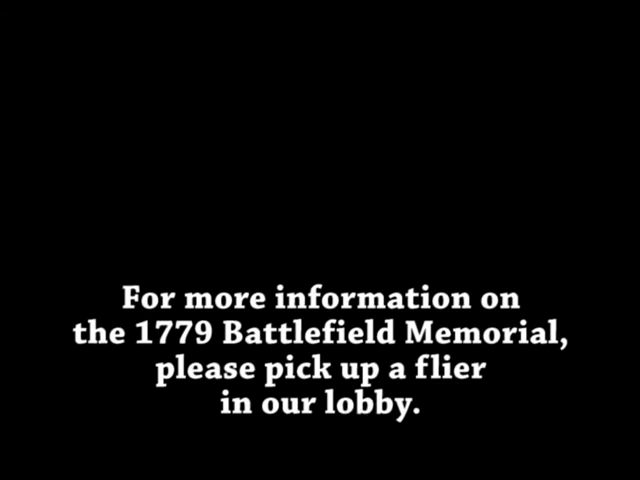 For more information on
the 1779 Battlefield Memorial,
please pick up a flier
in our lobby.